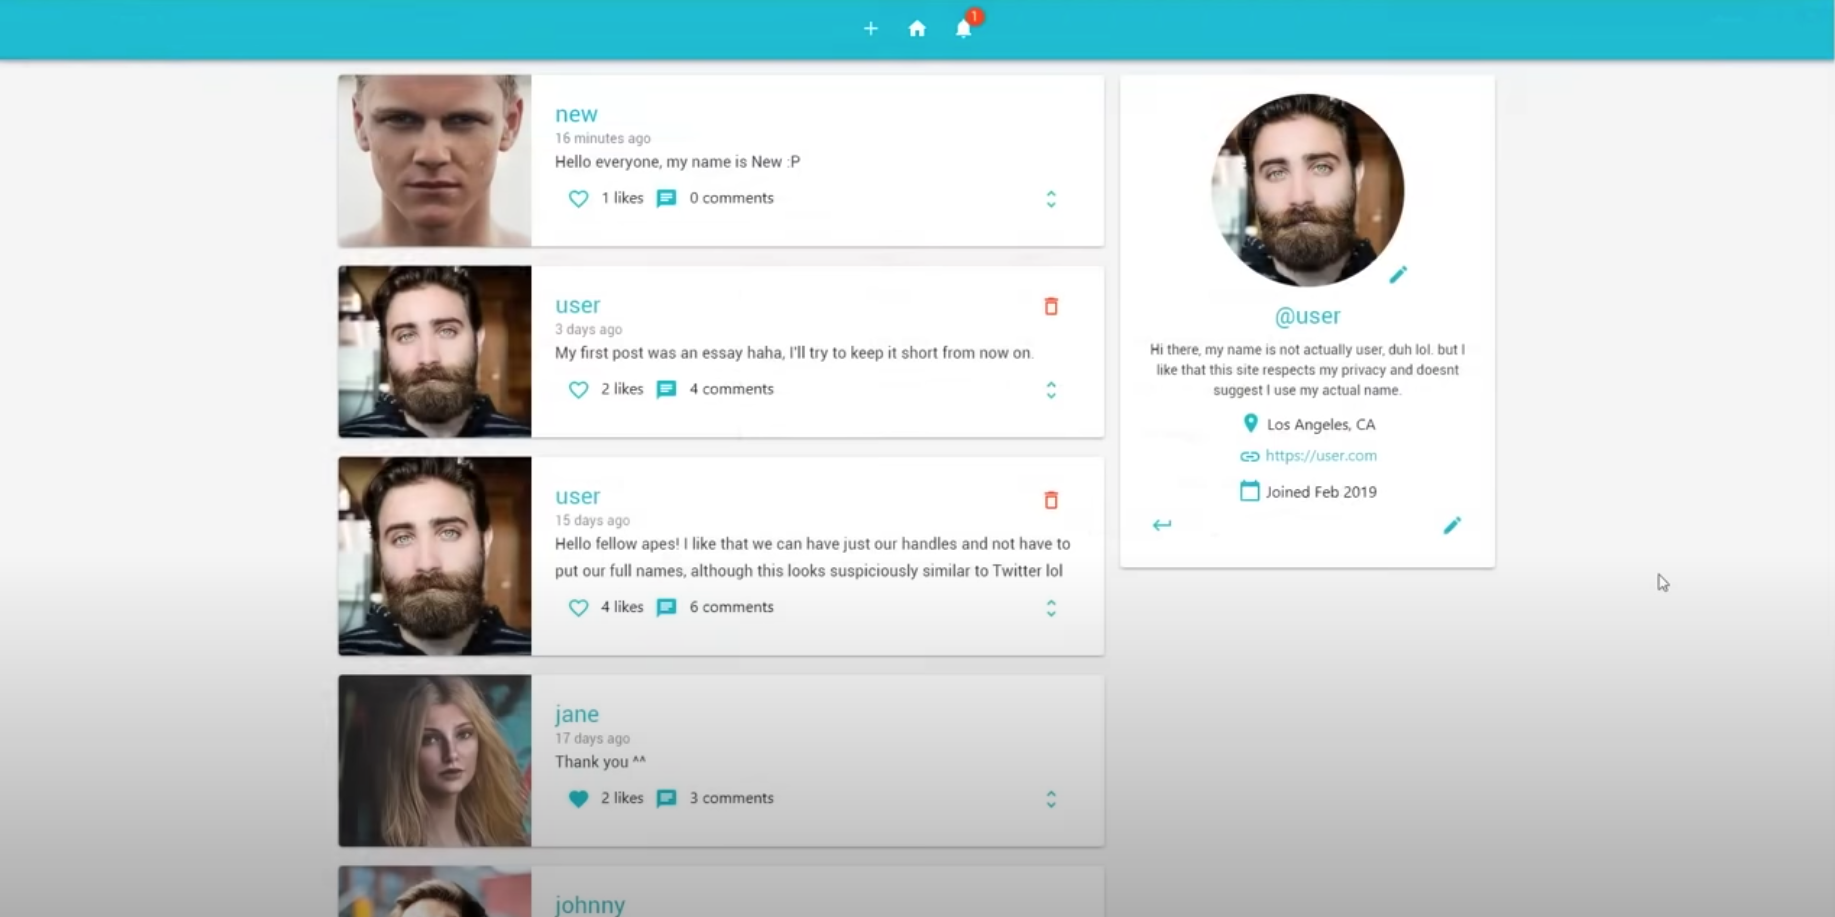 1
new
16 minutes ago
Hello everyone, my name is New :P
1 likes 0 comments
user
3 days ago
My first post was an essay haha, I'll try to keep it short from now on.
2 likes 4 comments
user
15 days ago
Hello fellow apes! I like that we can have just our handles and not have to
put our full names, although this looks suspiciously similar to Twitter lol
4 likes 6 comments
jane
17 days ago
Thank you ^^
2 likes 3 comments
johnny
@user
Hi there, my name is not actually user, duh lol. but I
like that this site respects my privacy and doesnt
suggest I use my actual name.
Los Angeles, CA
https://user.com
Joined Feb 2019